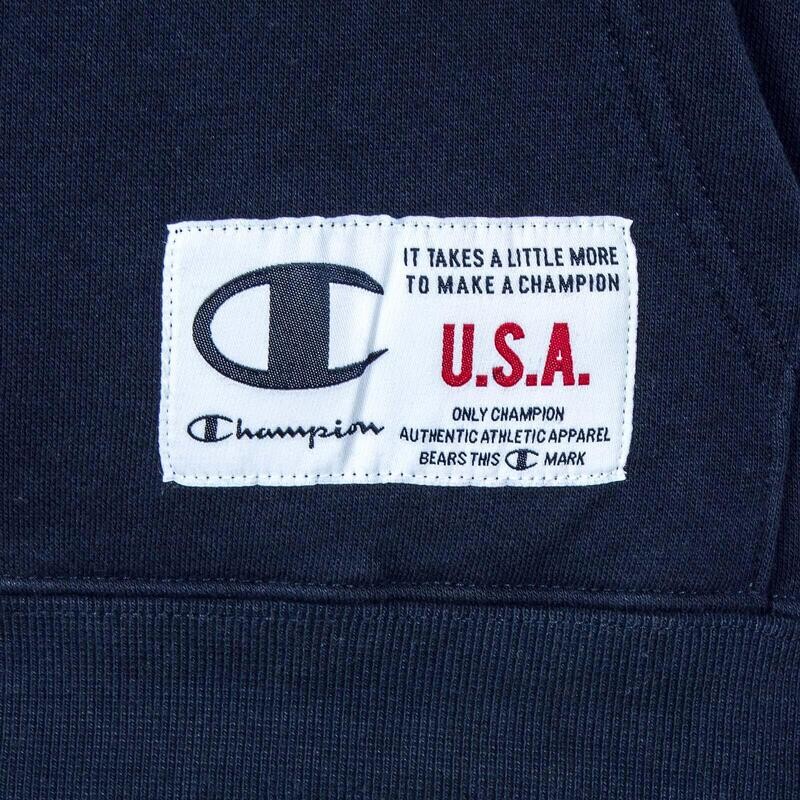 Champion
IT TAKES A LITTLE MORE
TO MAKE A CHAMPION
U.S.A.
ONLY CHAMPION
AUTHENTIC ATHLETIC APPAREL
BEARS THIS C MARK